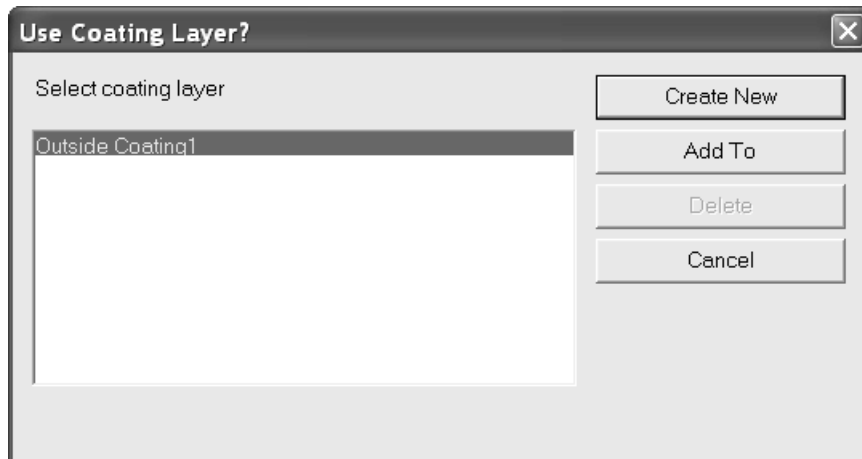 Use Coating Layer?
Select coating layer
Outside Coating1
Create New
Add To
Delete
Cancel